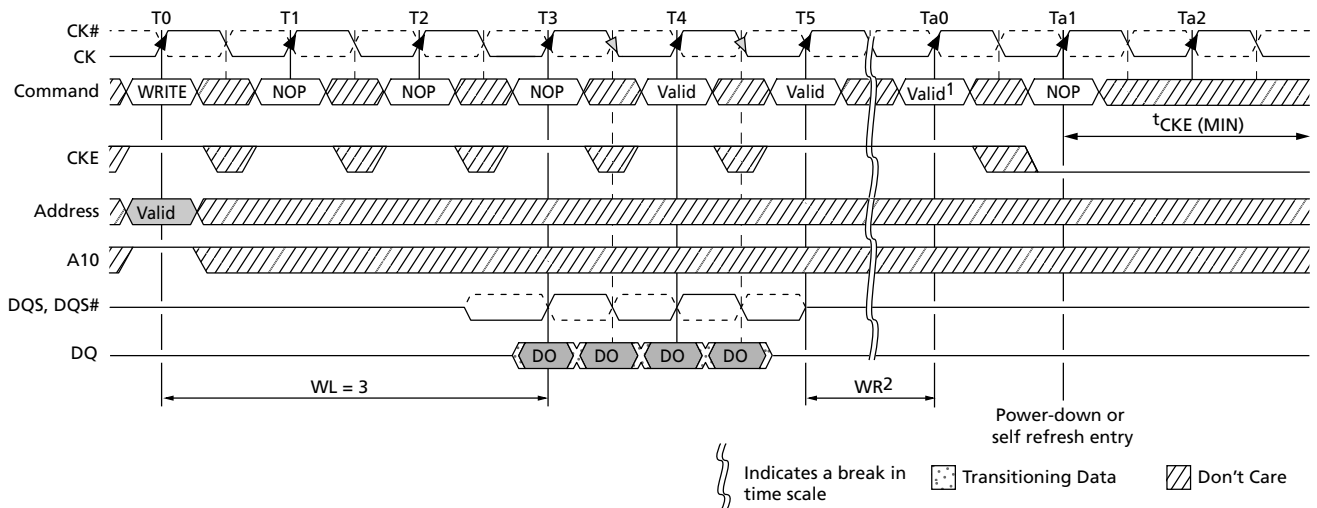 T0 T1 T2 T3 T4 T5 Ta0 Ta1 Ta2
CK#
CK
Command WRITE NOP NOP NOP Valid Valid Valid1 NOP
tCKE (MIN)
CKE
Address Valid
A10
DQS, DQS#
DQ DO DO DO DO
WL = 3 WR2
Power-down or
self refresh entry
Indicates a break in
time scale
Transitioning Data
Don't Care